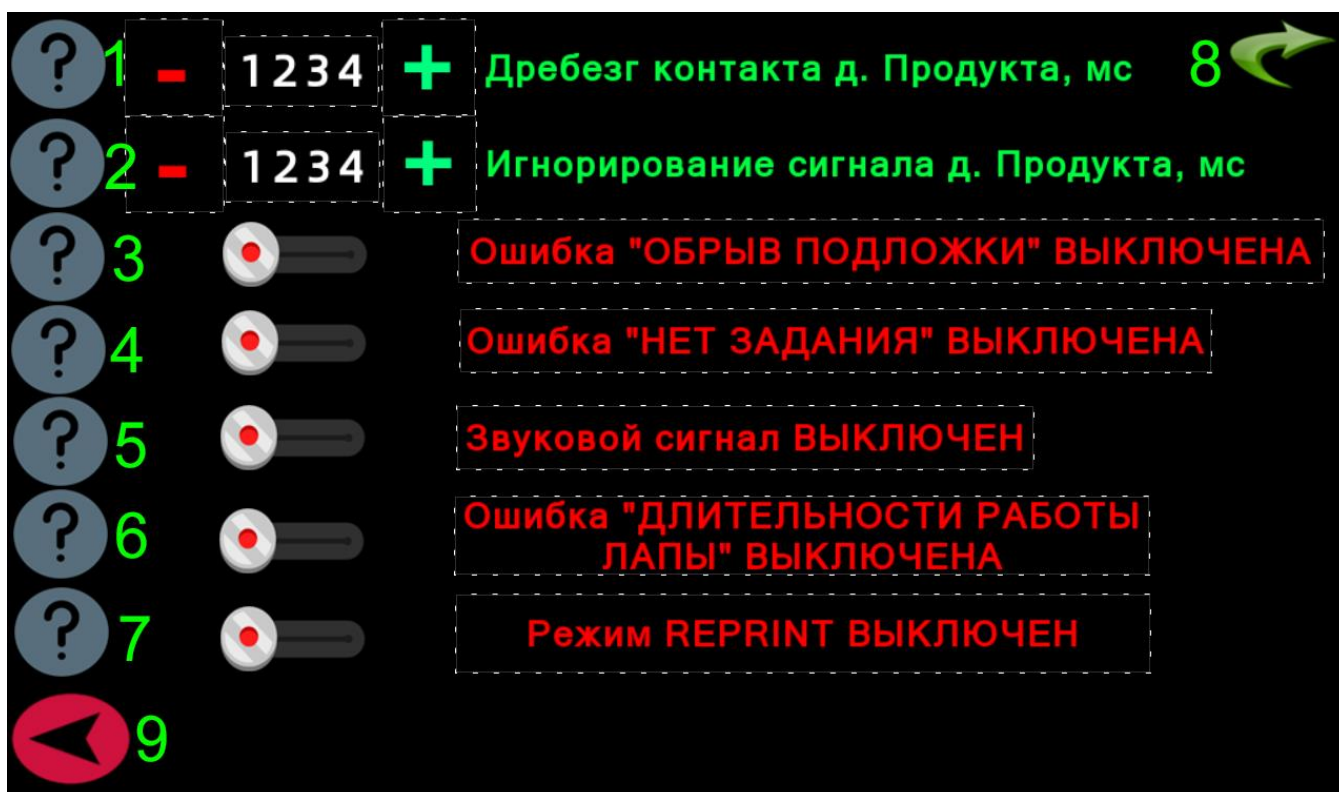 ? 1 - 1234 + Дребезг контакта д. Продукта, мс 8
? 2 - 1234 + Игнорирование сигнала д. Продукта, мс
? 3 Ошибка "ОБРЫВ ПОДЛОЖКИ" ВЫКЛЮЧЕНА
? 4 Ошибка "НЕТ ЗАДАНИЯ" ВЫКЛЮЧЕНА
? 5 Звуковой сигнал ВЫКЛЮЧЕН
? 6 Ошибка "ДЛИТЕЛЬНОСТИ РАБОТЫ
ЛАПЫ" ВЫКЛЮЧЕНА
? 7 Режим REPRINT ВЫКЛЮЧЕН
9